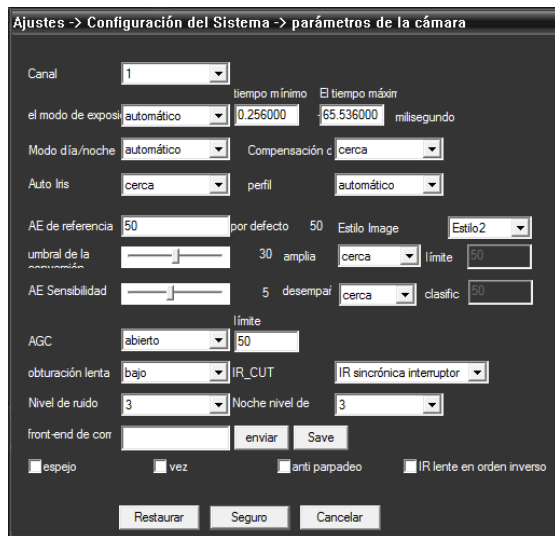 Ajustes -> Configuración del Sistema -> parámetros de la cámara
Canal 1
tiempo mínimo El tiempo máxim
el modo de exposi automático 0.256000 -65.536000 milisegundo
Modo día/noche automático Compensación c cerca
Auto Iris cerca perfil automático
AE de referencia 50 por defecto 50 Estilo Image Estilo2
umbral de la 30 amplia cerca límite 50
conversión
AE Sensibilidad 5 desempañ cerca clasific 50
límite
AGC abierto 50
obturación lenta bajo IR_CUT IR sincrónica interruptor
Nivel de ruido 3 Noche nivel de 3
front-end de com enviar Save
espejo vez anti parpadeo IR lente en orden inverso
Restaurar Seguro Cancelar